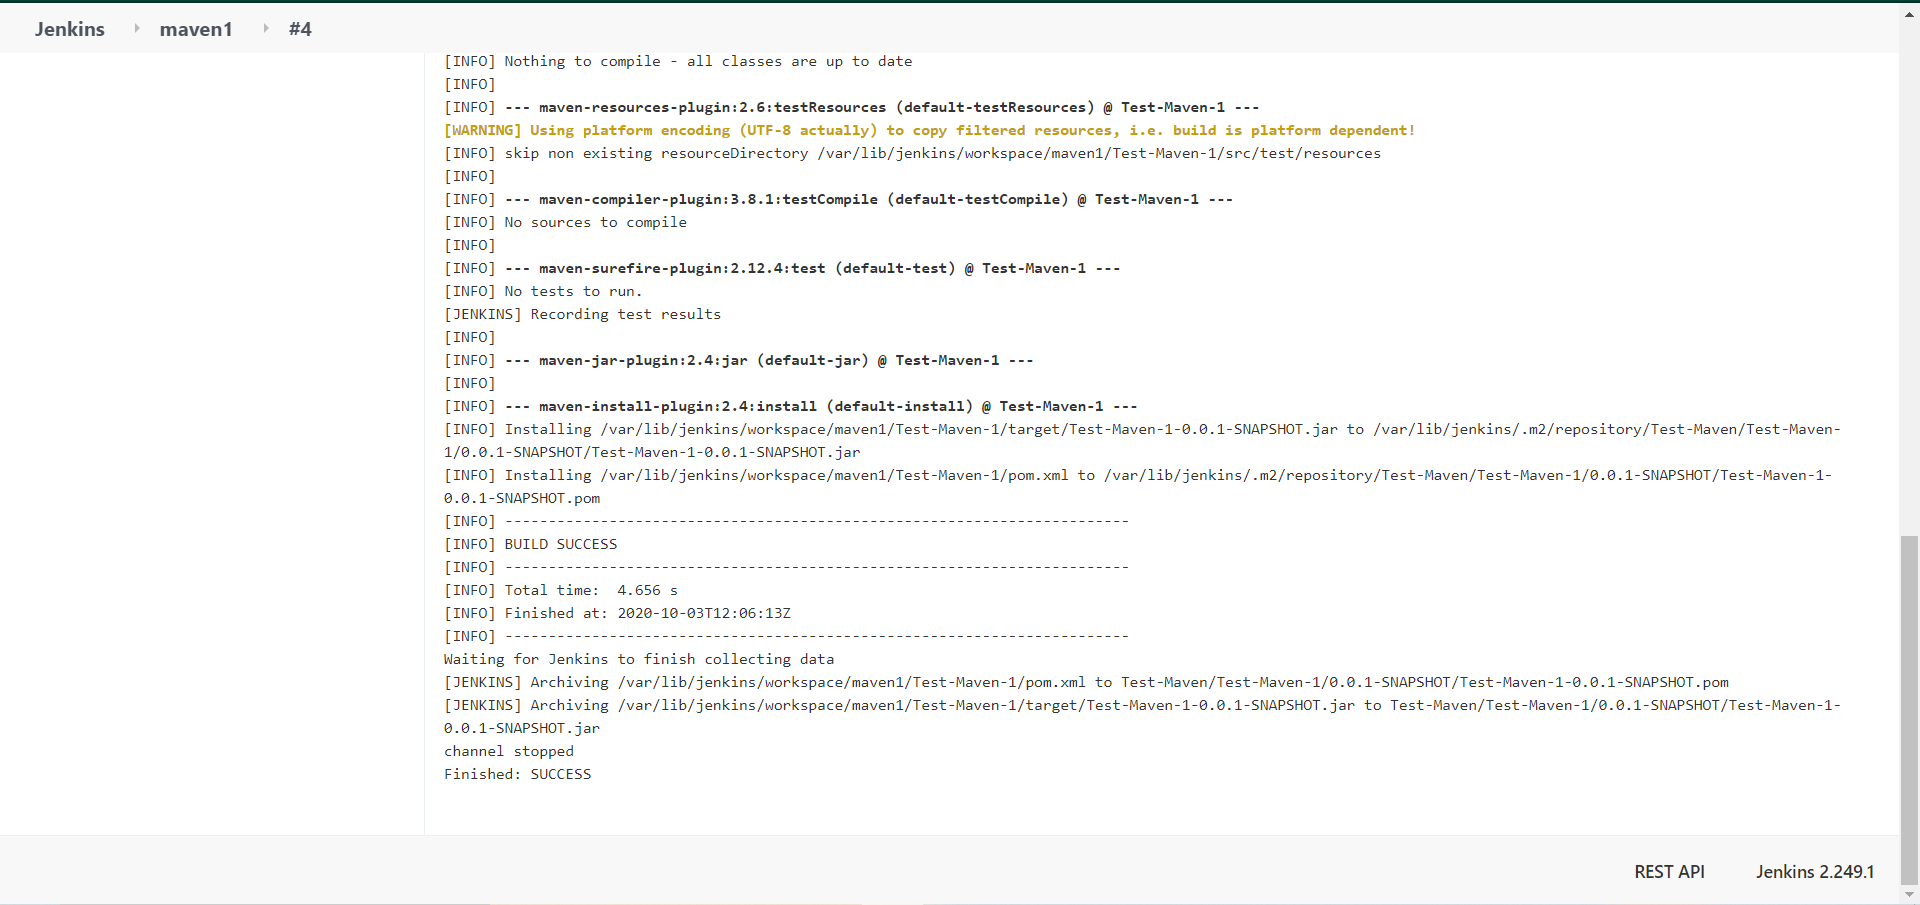 Jenkins maven1 #4
[INFO] Nothing to compile - all classes are up to date
[INFO]
[INFO] --- maven-resources-plugin:2.6:testResources (default-testResources) @ Test-Maven-1 ---
[WARNING] Using platform encoding (UTF-8 actually) to copy filtered resources, i.e. build is platform dependent!
[INFO] skip non existing resourceDirectory /var/lib/jenkins/workspace/maven1/Test-Maven-1/src/test/resources
[INFO]
[INFO] --- maven-compiler-plugin:3.8.1:testCompile (default-testCompile) @ Test-Maven-1 ---
[INFO] No sources to compile
[INFO]
[INFO] --- maven-surefire-plugin:2.12.4:test (default-test) @ Test-Maven-1 ---
[INFO] No tests to run.
[JENKINS] Recording test results
[INFO]
[INFO] --- maven-jar-plugin:2.4:jar (default-jar) @ Test-Maven-1 ---
[INFO]
[INFO] --- maven-install-plugin:2.4:install (default-install) @ Test-Maven-1 ---
[INFO] Installing /var/lib/jenkins/workspace/maven1/Test-Maven-1/target/Test-Maven-1-0.0.1-SNAPSHOT.jar to /var/lib/jenkins/.m2/repository/Test-Maven/Test-Maven-
1/0.0.1-SNAPSHOT/Test-Maven-1-0.0.1-SNAPSHOT.jar
[INFO] Installing /var/lib/jenkins/workspace/maven1/Test-Maven-1/pom.xml to /var/lib/jenkins/.m2/repository/Test-Maven/Test-Maven-1/0.0.1-SNAPSHOT/Test-Maven-1-
0.0.1-SNAPSHOT.pom
[INFO] ------------------------------------------------------------------------
[INFO] BUILD SUCCESS
[INFO] ------------------------------------------------------------------------
[INFO] Total time:  4.656 s
[INFO] Finished at: 2020-10-03T12:06:13Z
[INFO] ------------------------------------------------------------------------
Waiting for Jenkins to finish collecting data
[JENKINS] Archiving /var/lib/jenkins/workspace/maven1/Test-Maven-1/pom.xml to Test-Maven/Test-Maven-1/0.0.1-SNAPSHOT/Test-Maven-1-0.0.1-SNAPSHOT.pom
[JENKINS] Archiving /var/lib/jenkins/workspace/maven1/Test-Maven-1/target/Test-Maven-1-0.0.1-SNAPSHOT.jar to Test-Maven/Test-Maven-1/0.0.1-SNAPSHOT/Test-Maven-1-
0.0.1-SNAPSHOT.jar
channel stopped
Finished: SUCCESS
REST API Jenkins 2.249.1